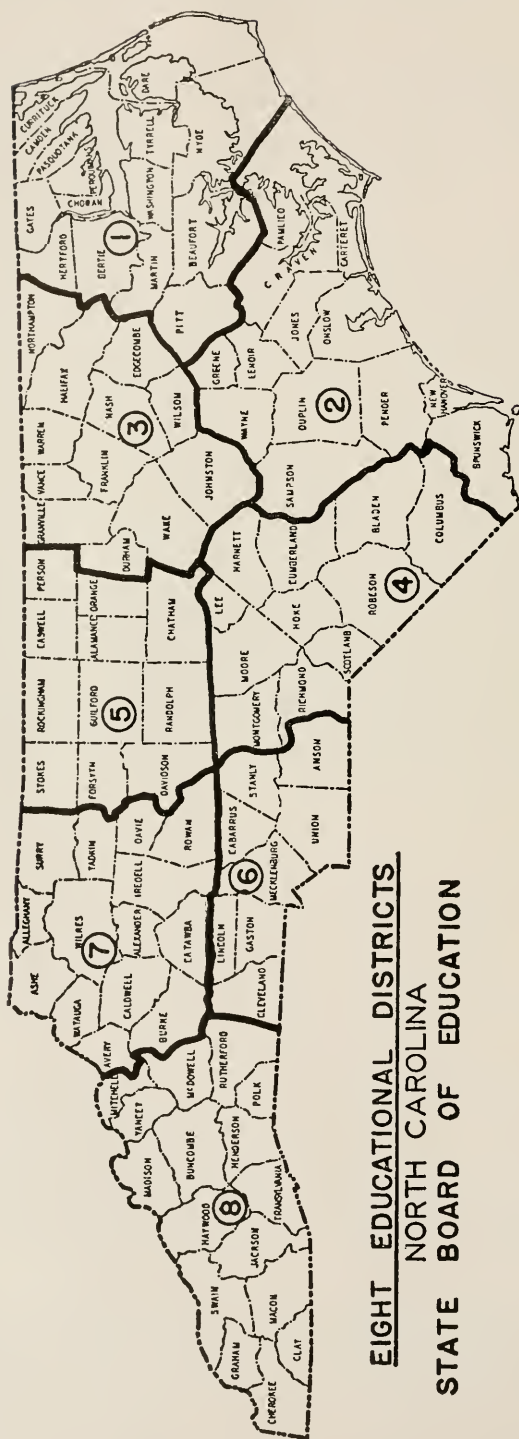 CURRITUCK
CAMDEN
PASQUOTANK
PERQUIMANS
CHOWAN
GATES
HERTFORD
BERTIE
①
WASHINGTON
TYRRELL
DARE
HYDE
BEAUFORT
MARTIN
PITT
NORTHAMPTON
HALIFAX
WARREN
VANCE
GRANVILLE
FRANKLIN
NASH
③
EDGECOMBE
WILSON
JOHNSTON
WAKE
DURHAM
GREENE
LENOIR
WAYNE
JONES
CRAVEN
PAMLICO
CARTERET
ONSLOW
DUPLIN
②
SAMPSON
PENDER
NEW
HANOVER
BRUNSWICK
COLUMBUS
BLADEN
ROBESON
④
CUMBERLAND
HARNETT
LEE
HOKE
SCOTLAND
MOORE
RICHMOND
MONTGOMERY
PERSON
CASWELL
ROCKINGHAM
STOKES
ORANGE
ALAMANCE
GUILFORD
⑤
FORSYTH
CHATHAM
RANDOLPH
DAVIDSON
STANLY
ANSON
UNION
CABARRUS
⑥
MECKLENBURG
LINCOLN
GASTON
CLEVELAND
SURRY
YADKIN
DAVIE
ROWAN
IREDELL
ALLEGHANY
ASHE
WILKES
⑦
ALEXANDER
CATAWBA
WATAUGA
CALDWELL
BURKE
AVERY
MITCHELL
YANCEY
McDOWELL
RUTHERFORD
POLK
MADISON
BUNCOMBE
HENDERSON
HAYWOOD
⑧
TRANSYLVANIA
JACKSON
SWAIN
MACON
GRAHAM
CLAY
CHEROKEE
EIGHT EDUCATIONAL DISTRICTS
NORTH CAROLINA
STATE BOARD OF EDUCATION